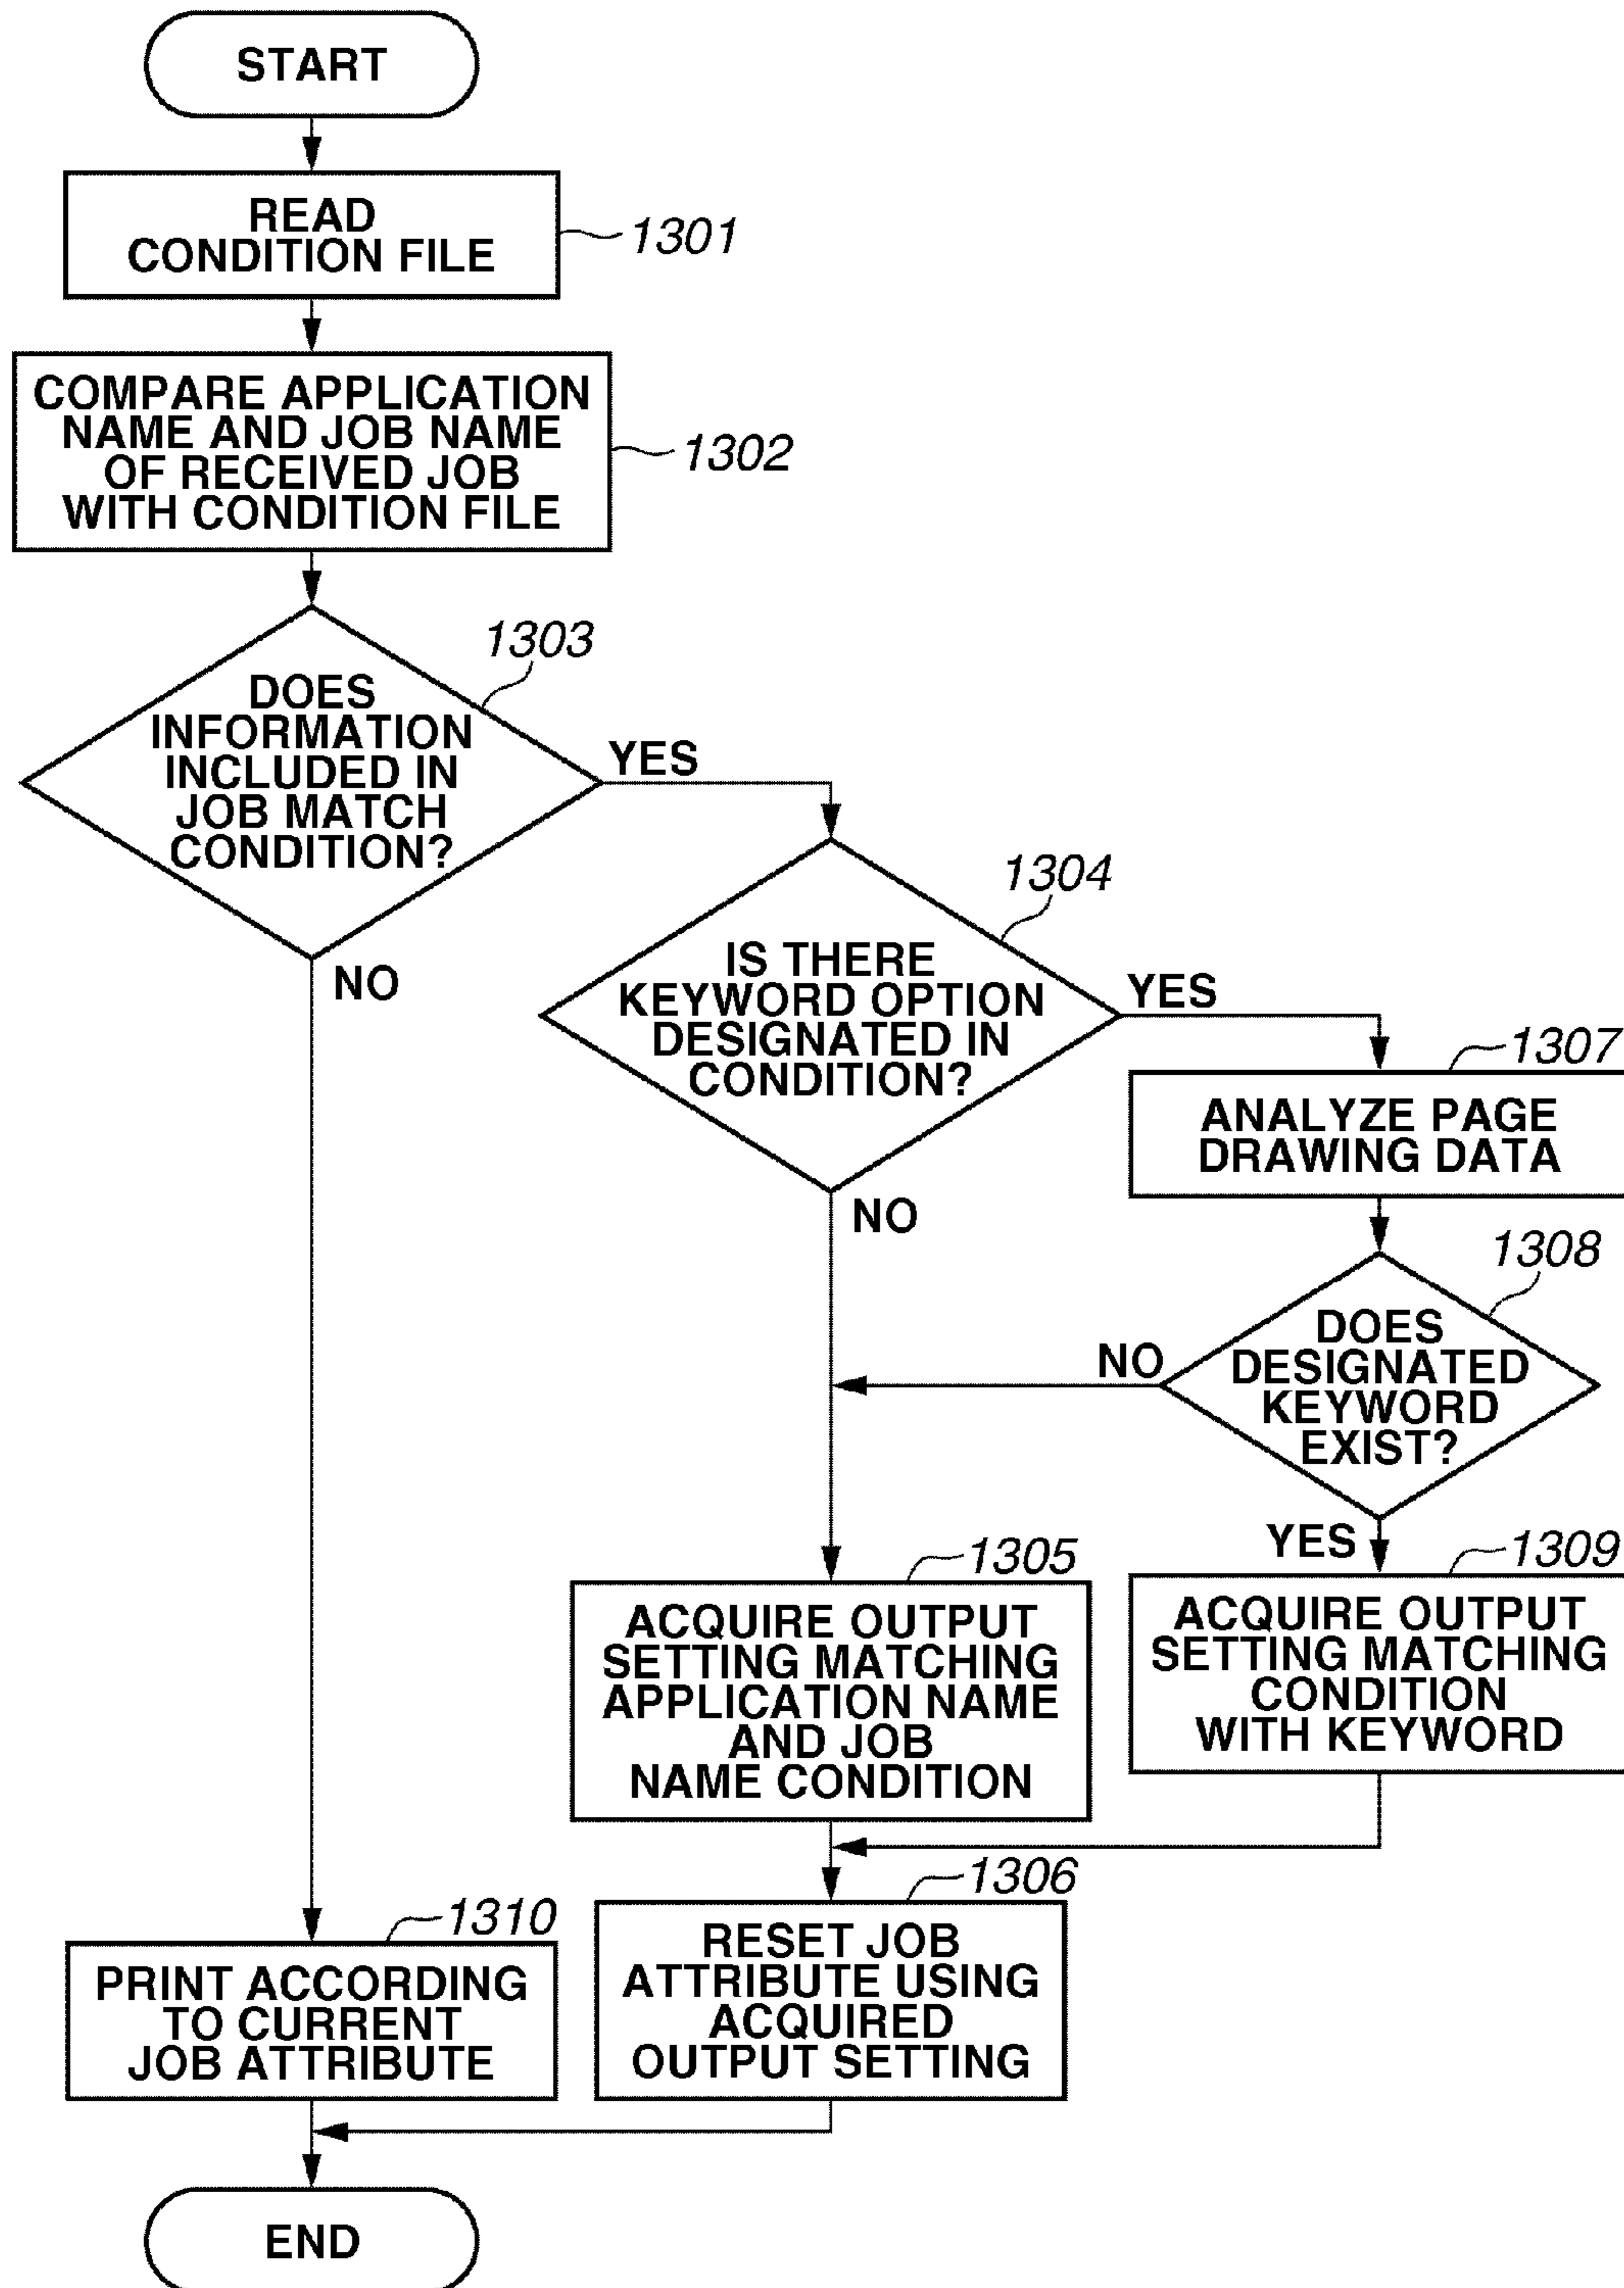 START
READ
CONDITION FILE
1301
COMPARE APPLICATION
NAME AND JOB NAME
OF RECEIVED JOB
WITH CONDITION FILE
1302
1303
DOES
INFORMATION
INCLUDED IN
JOB MATCH
CONDITION?
YES
NO
1304
IS THERE
KEYWORD OPTION
DESIGNATED IN
CONDITION?
YES
NO
1307
ANALYZE PAGE
DRAWING DATA
1308
DOES
DESIGNATED
KEYWORD
EXIST?
NO
YES
1305
ACQUIRE OUTPUT
SETTING MATCHING
APPLICATION NAME
AND JOB
NAME CONDITION
1309
ACQUIRE OUTPUT
SETTING MATCHING
CONDITION
WITH KEYWORD
1306
RESET JOB
ATTRIBUTE USING
ACQUIRED
OUTPUT SETTING
1310
PRINT ACCORDING
TO CURRENT
JOB ATTRIBUTE
END